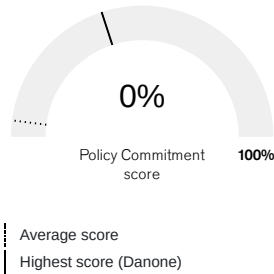 0%
Policy Commitment
score
100%
Average score
Highest score (Danone)